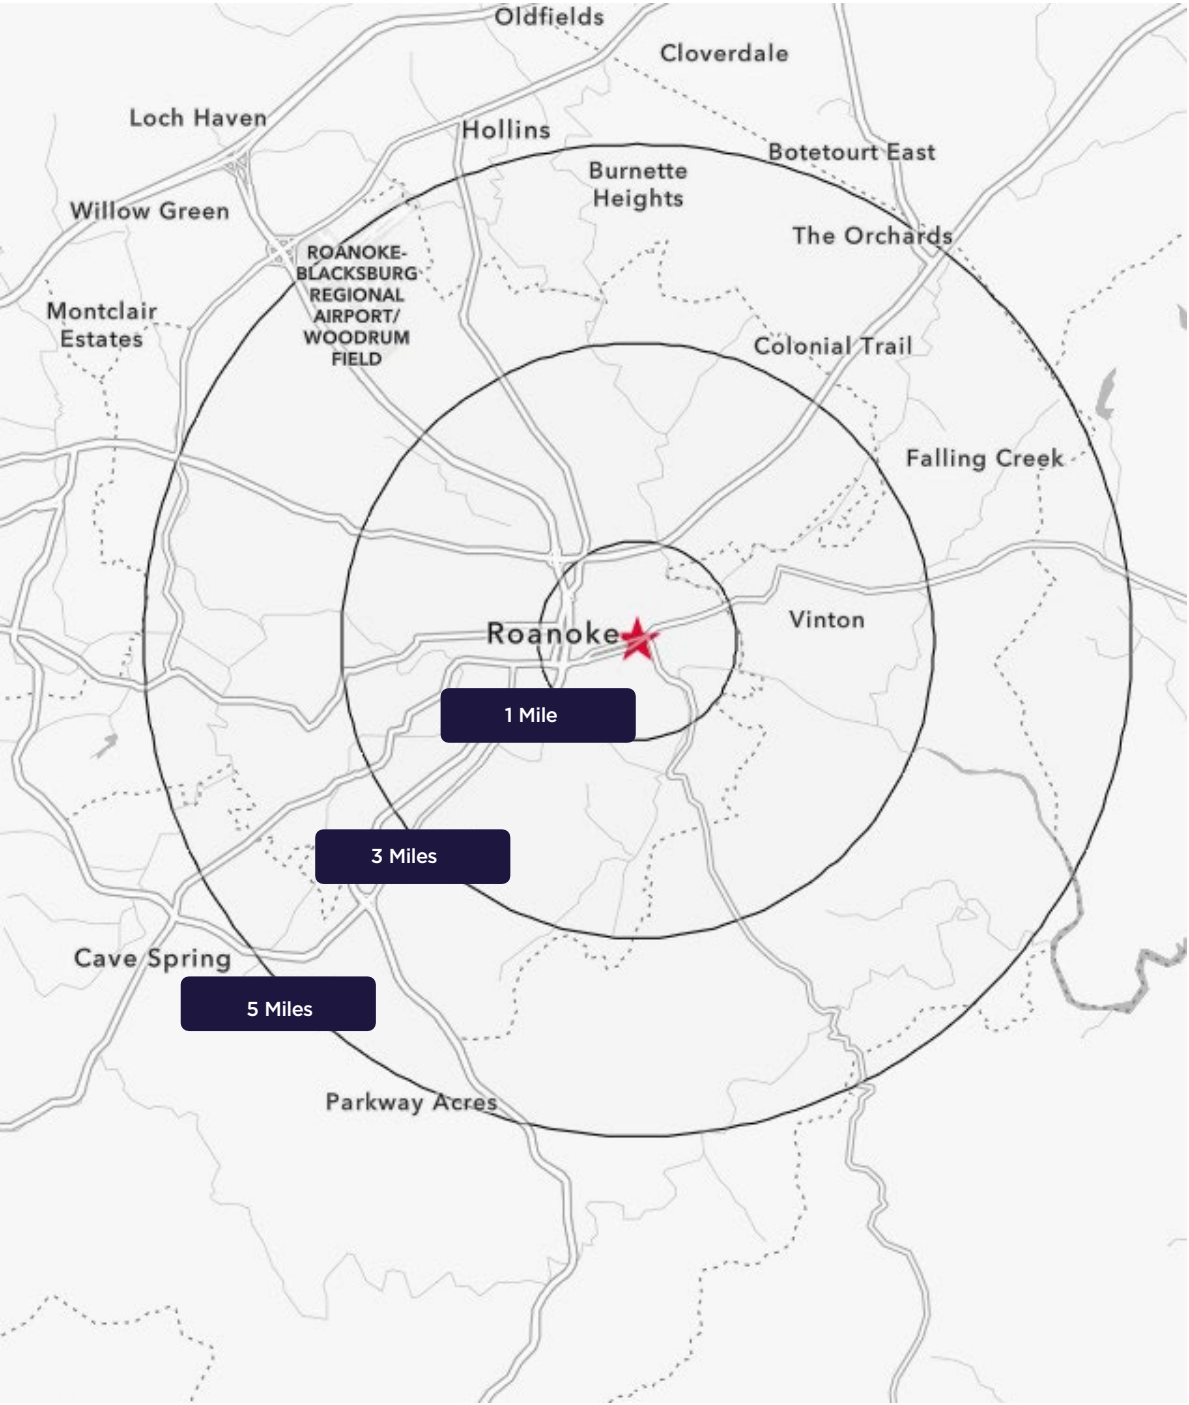 Oldfields
Cloverdale
Loch Haven
Hollins
Botetourt East
Burnette
Heights
Willow Green
The Orchards
ROANOKE-
BLACKSBURG
REGIONAL
AIRPORT/
WOODRUM
FIELD
Montclair
Estates
Colonial Trail
Falling Creek
Vinton
Roanoke
1 Mile
3 Miles
Cave Spring
5 Miles
Parkway Acres